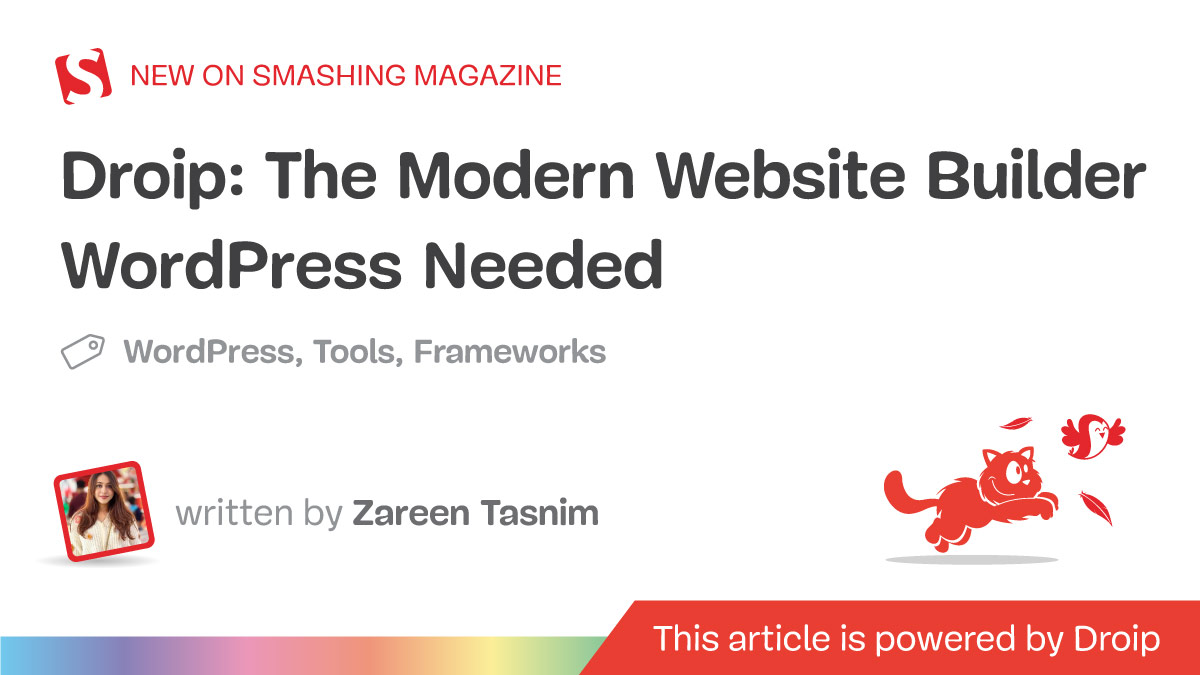 NEW ON SMASHING MAGAZINE
Droip: The Modern Website Builder
WordPress Needed
WordPress, Tools, Frameworks
written by Zareen Tasnim
This article is powered by Droip